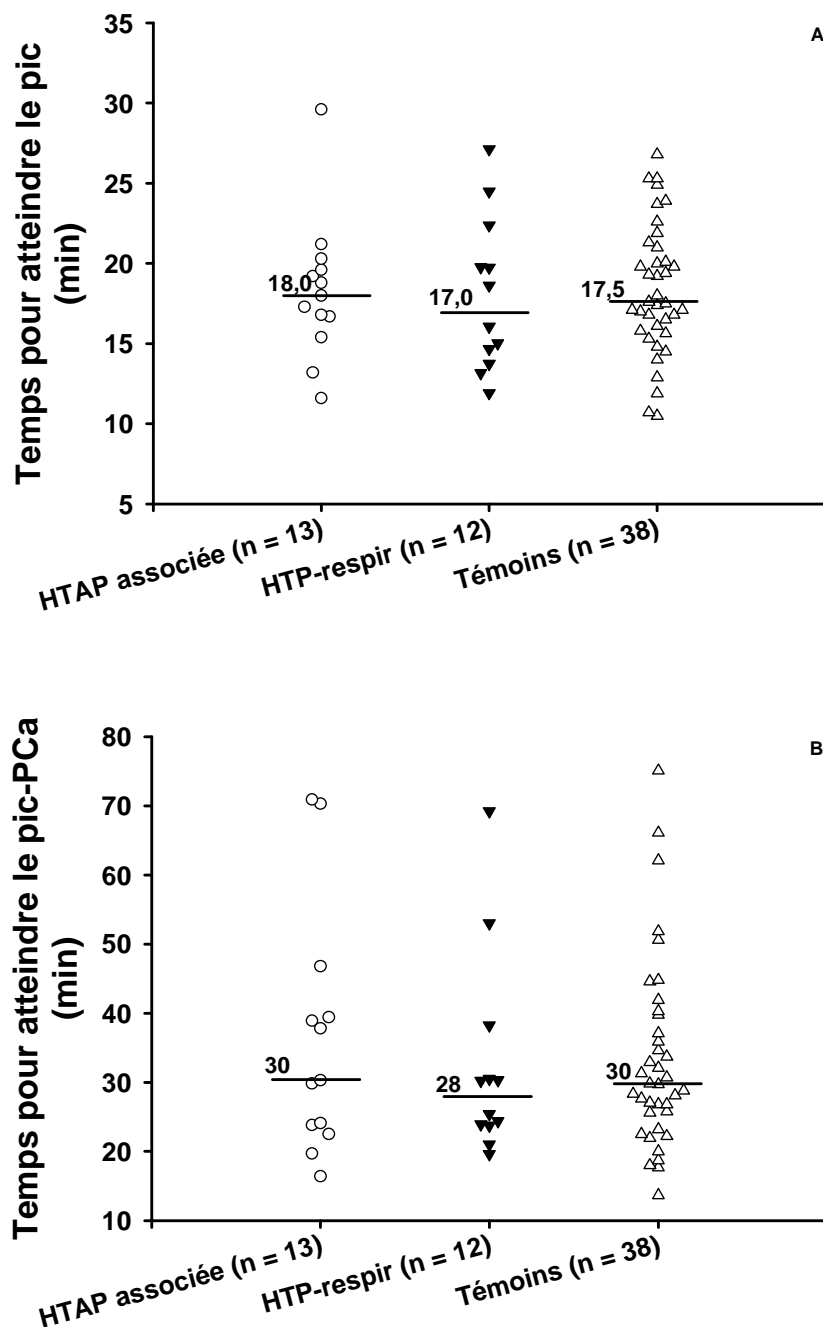 A
Temps pour atteindre le pic
(min)
35
30
25
20
15
10
5
18,0
17,0
17,5
HTAP associée (n = 13)
HTP-respir (n = 12)
Témoins (n = 38)
B
Temps pour atteindre le pic-PCa
(min)
80
70
60
50
40
30
20
10
30
28
30
HTAP associée (n = 13)
HTP-respir (n = 12)
Témoins (n = 38)